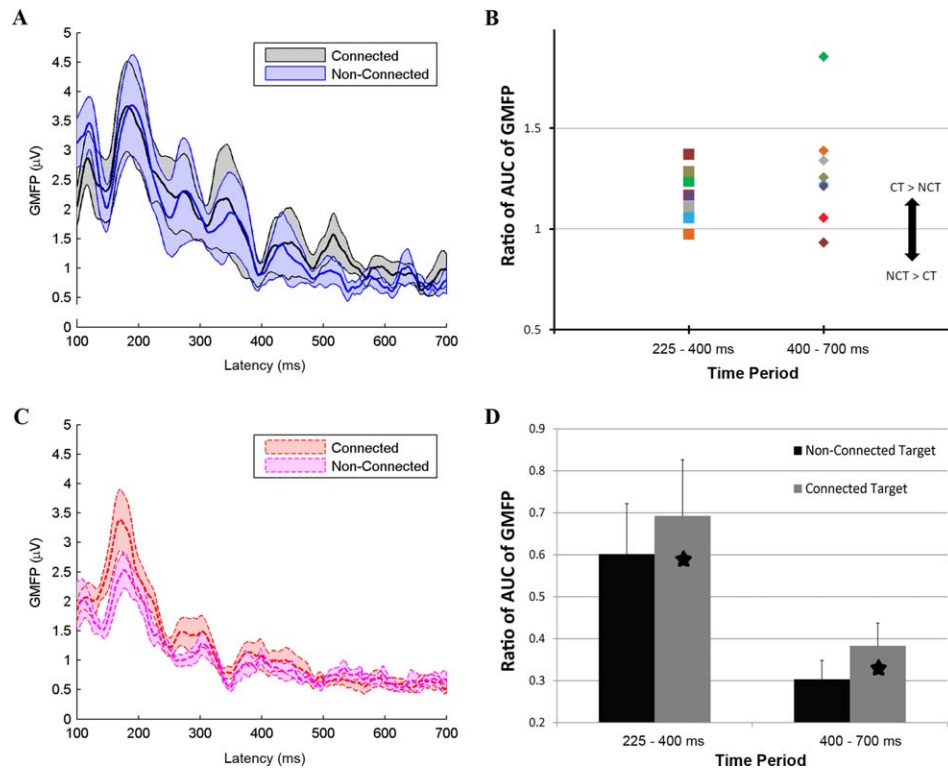 A
GMFP (µV)
5
4.5
4
3.5
3
2.5
2
1.5
1
0.5
0
100 200 300 400 500 600 700
Latency (ms)
Connected
Non-Connected
B
Ratio of AUC of GMFP
1.5
1
0.5
CT > NCT
NCT > CT
225 - 400 ms 400 - 700 ms
Time Period
C
GMFP (µV)
5
4.5
4
3.5
3
2.5
2
1.5
1
0.5
0
100 200 300 400 500 600 700
Latency (ms)
Connected
Non-Connected
D
Ratio of AUC of GMFP
0.9
0.8
0.7
0.6
0.5
0.4
0.3
0.2
Non-Connected Target
Connected Target
225 - 400 ms 400 - 700 ms
Time Period